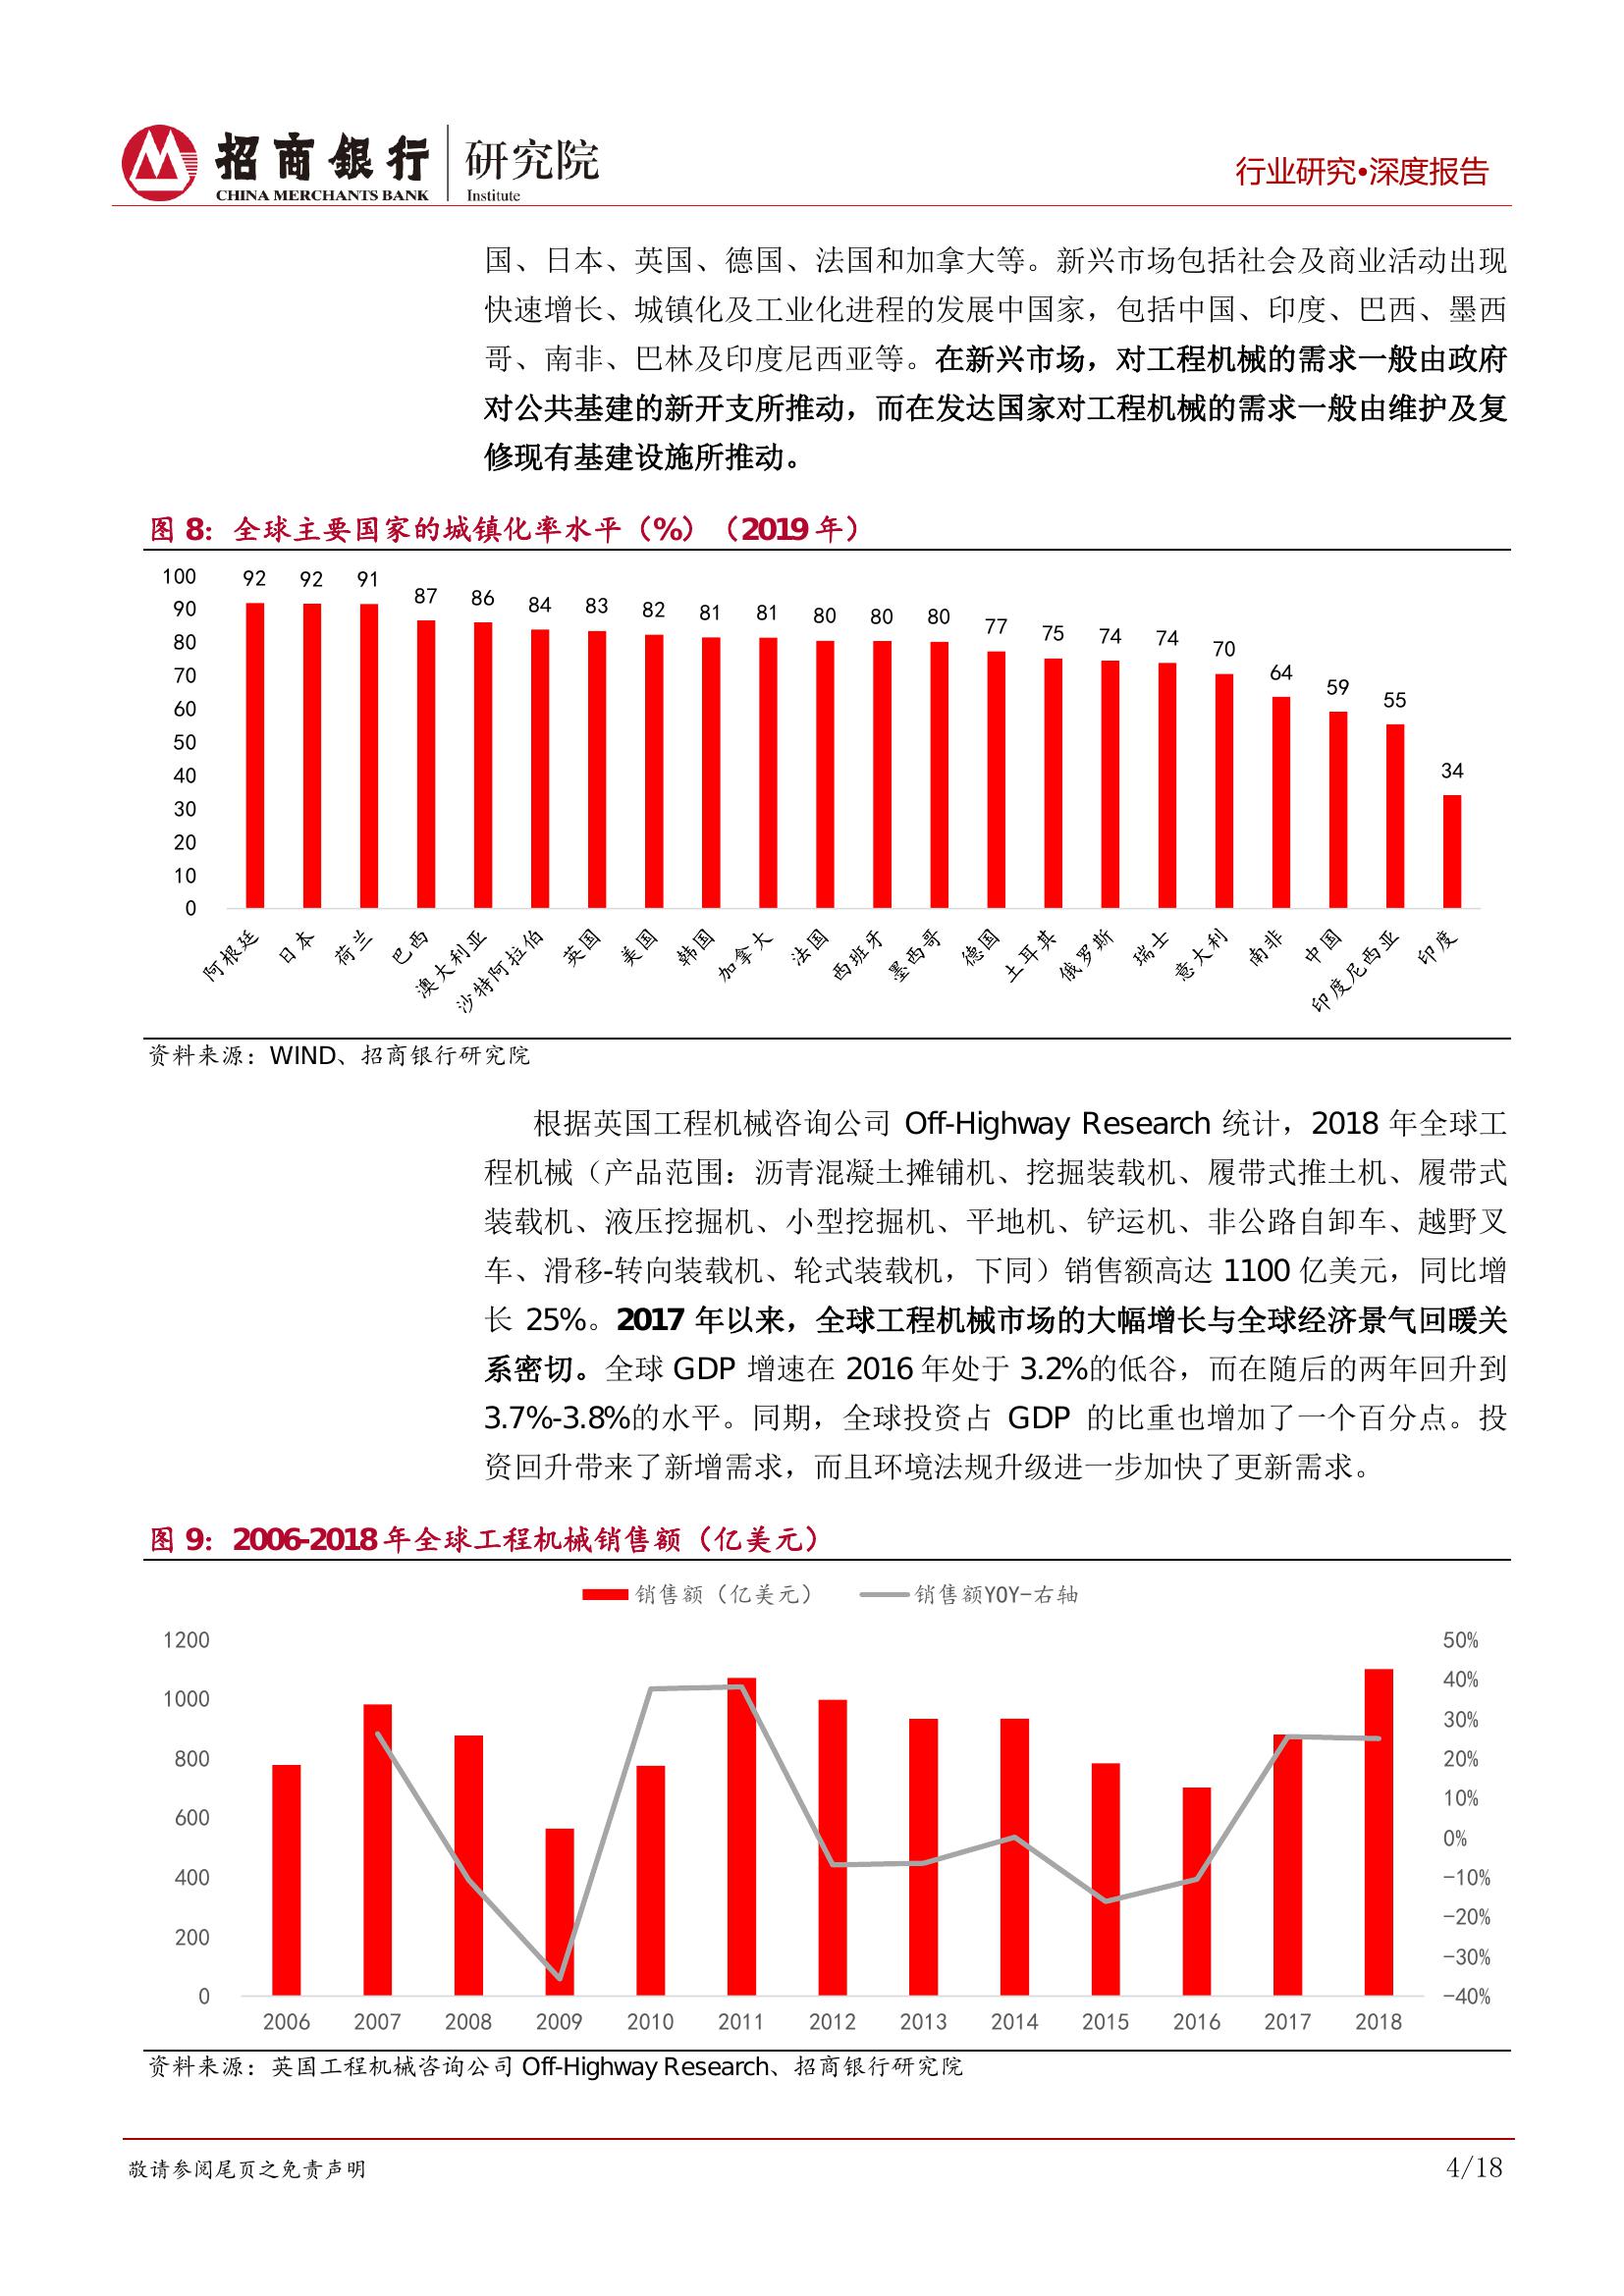 招商银行
CHINA MERCHANTS BANK
研究院
Institute
行业研究•深度报告
国、日本、英国、德国、法国和加拿大等。新兴市场包括社会及商业活动出现
快速增长、城镇化及工业化进程的发展中国家，包括中国、印度、巴西、墨西
哥、南非、巴林及印度尼西亚等。在新兴市场，对工程机械的需求一般由政府
对公共基建的新开支所推动，而在发达国家对工程机械的需求一般由维护及复
修现有基建设施所推动。
图 8：全球主要国家的城镇化率水平（%）（2019 年）
100
90
80
70
60
50
40
30
20
10
0
92 92 91 87 86 84 83 82 81 81 80 80 80 77 75 74 74 70 64 59 55 34
阿根廷 日本 荷兰 巴西 澳大利亚 沙特阿拉伯 英国 美国 韩国 加拿大 法国 西班牙 墨西哥 德国 土耳其 俄罗斯 瑞士 意大利 南非 中国 印度尼西亚 印度
资料来源：WIND、招商银行研究院
根据英国工程机械咨询公司 Off-Highway Research 统计，2018 年全球工
程机械（产品范围：沥青混凝土摊铺机、挖掘装载机、履带式推土机、履带式
装载机、液压挖掘机、小型挖掘机、平地机、铲运机、非公路自卸车、越野叉
车、滑移-转向装载机、轮式装载机，下同）销售额高达 1100 亿美元，同比增
长 25%。2017 年以来，全球工程机械市场的大幅增长与全球经济景气回暖关
系密切。全球 GDP 增速在 2016 年处于 3.2%的低谷，而在随后的两年回升到
3.7%-3.8%的水平。同期，全球投资占 GDP 的比重也增加了一个百分点。投
资回升带来了新增需求，而且环境法规升级进一步加快了更新需求。
图 9：2006-2018 年全球工程机械销售额（亿美元）
销售额（亿美元） 销售额YOY-右轴
1200
1000
800
600
400
200
0
50%
40%
30%
20%
10%
0%
-10%
-20%
-30%
-40%
2006 2007 2008 2009 2010 2011 2012 2013 2014 2015 2016 2017 2018
资料来源：英国工程机械咨询公司 Off-Highway Research、招商银行研究院
敬请参阅尾页之免责声明
4/18